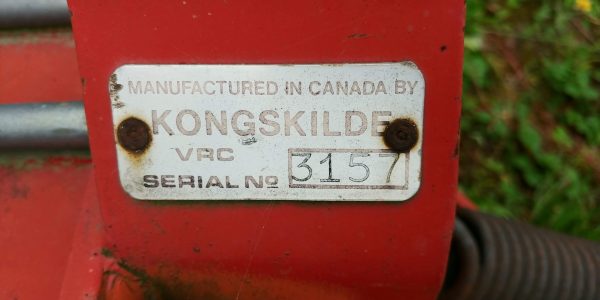 MANUFACTURED IN CANADA BY
KONGSKILDE
VRC
SERIAL Nº 3157